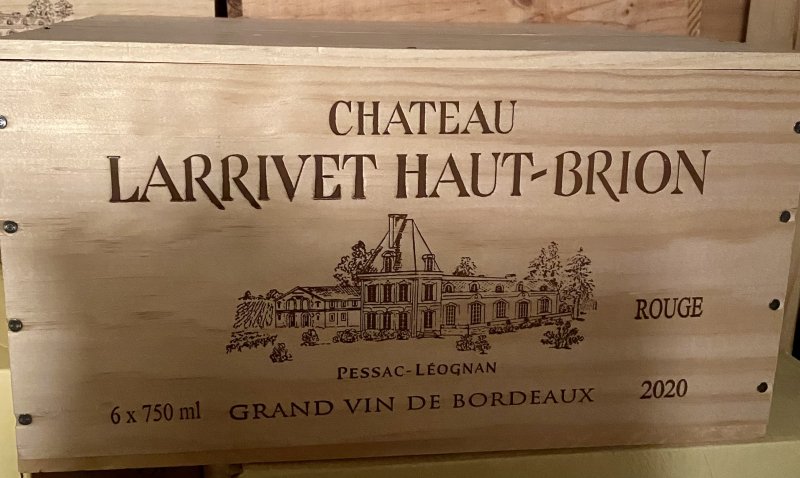 CHATEAU
LARRIVET HAUT-BRION
ROUGE
PESSAC-LÉOGNAN
6 x 750 ml GRAND VIN DE BORDEAUX 2020